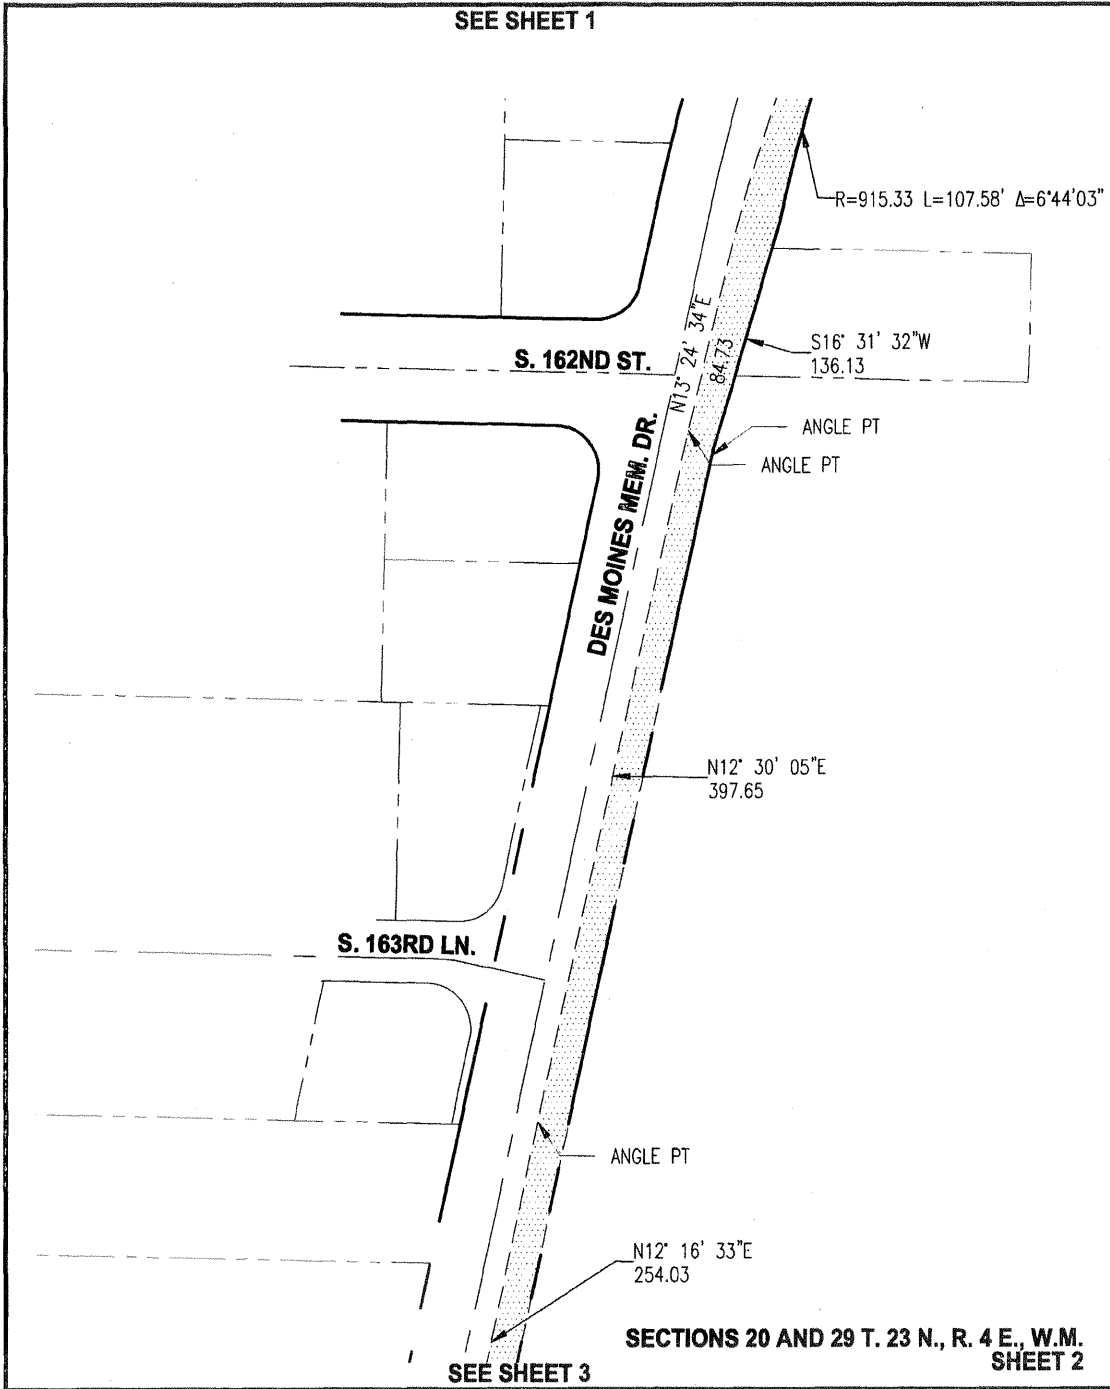 SEE SHEET 1
R=915.33 L=107.58' Δ=6°44'03"
N13° 24' 34"E
84.73
S16° 31' 32"W
136.13
S. 162ND ST.
ANGLE PT
ANGLE PT
DES MOINES MEM. DR.
N12° 30' 05"E
397.65
S. 163RD LN.
ANGLE PT
N12° 16' 33"E
254.03
SECTIONS 20 AND 29 T. 23 N., R. 4 E., W.M.
SHEET 2
SEE SHEET 3